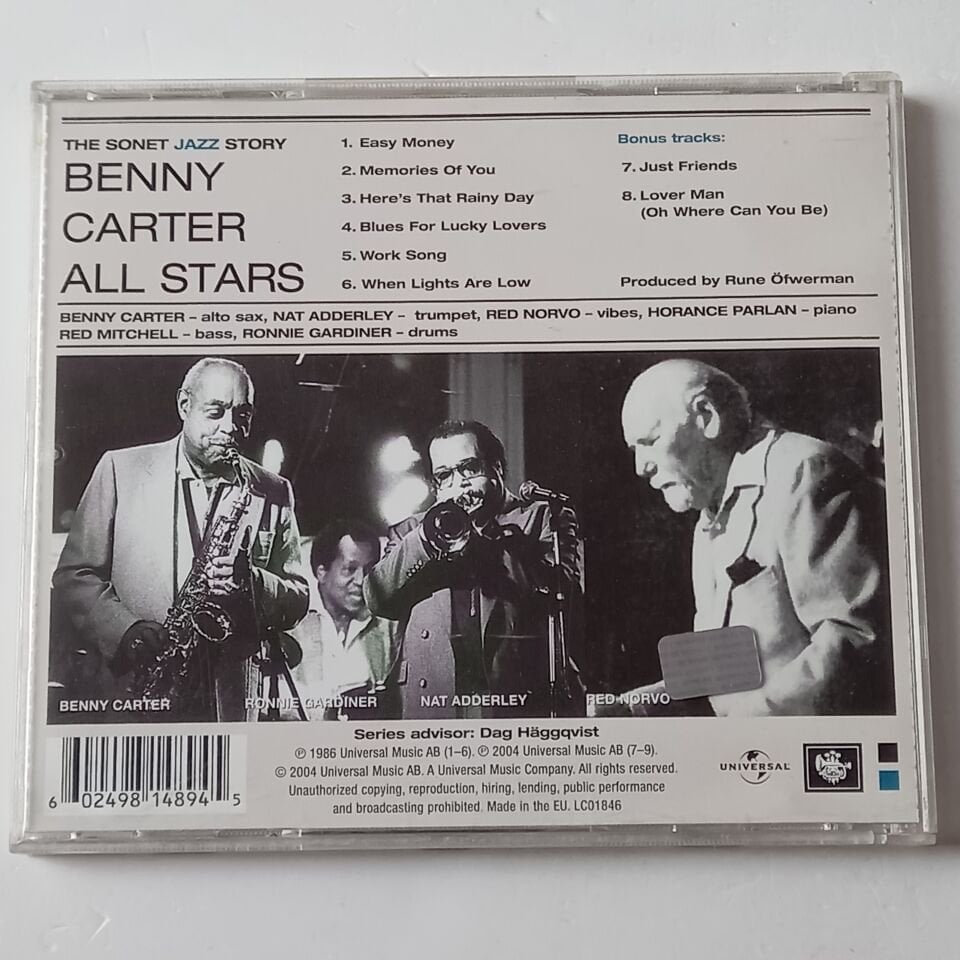 THE SONET JAZZ STORY
BENNY
CARTER
ALL STARS
1. Easy Money
2. Memories Of You
3. Here's That Rainy Day
4. Blues For Lucky Lovers
5. Work Song
6. When Lights Are Low
Bonus tracks:
7. Just Friends
8. Lover Man
(Oh Where Can You Be)
Produced by Rune Öfwerman
BENNY CARTER – alto sax, NAT ADDERLEY – trumpet, RED NORVO – vibes, HORANCE PARLAN – piano
RED MITCHELL – bass, RONNIE GARDINER – drums
BENNY CARTER
RONNIE GARDINER
NAT ADDERLEY
RED NORVO
Series advisor: Dag Häggqvist
℗ 1986 Universal Music AB (1–6). ℗ 2004 Universal Music AB (7–9).
© 2004 Universal Music AB. A Universal Music Company. All rights reserved.
Unauthorized copying, reproduction, hiring, lending, public performance
and broadcasting prohibited. Made in the EU. LC01846
6 02498 14894 5
UNIVERSAL